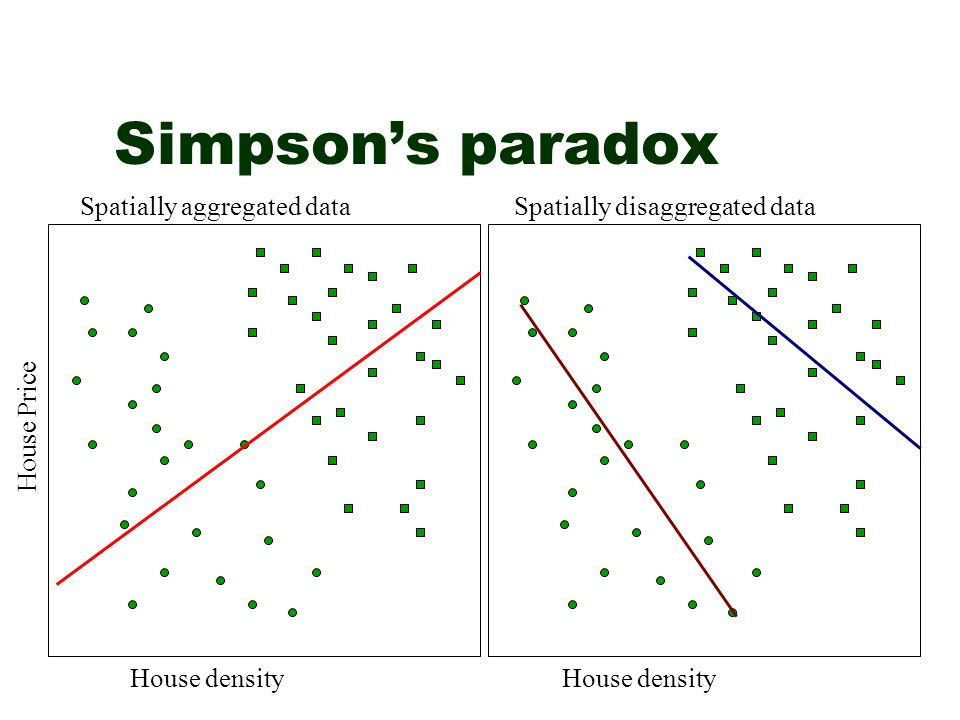 Simpson’s paradox
Spatially aggregated data
Spatially disaggregated data
House Price
House density
House density